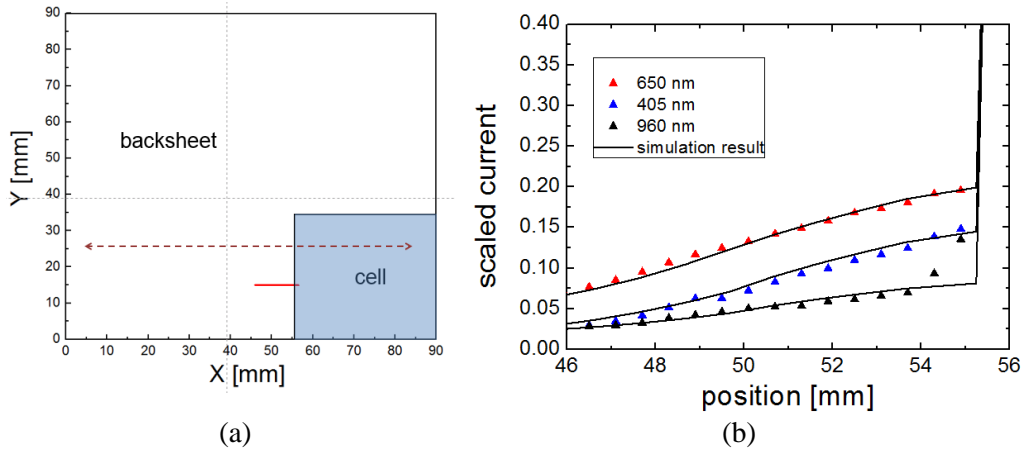 90
80
70
60
50
40
30
20
10
0
Y [mm]
backsheet
cell
0 10 20 30 40 50 60 70 80 90
X [mm]
(a)
0.40
0.35
0.30
0.25
0.20
0.15
0.10
0.05
0.00
scaled current
650 nm
405 nm
960 nm
simulation result
46 48 50 52 54 56
position [mm]
(b)